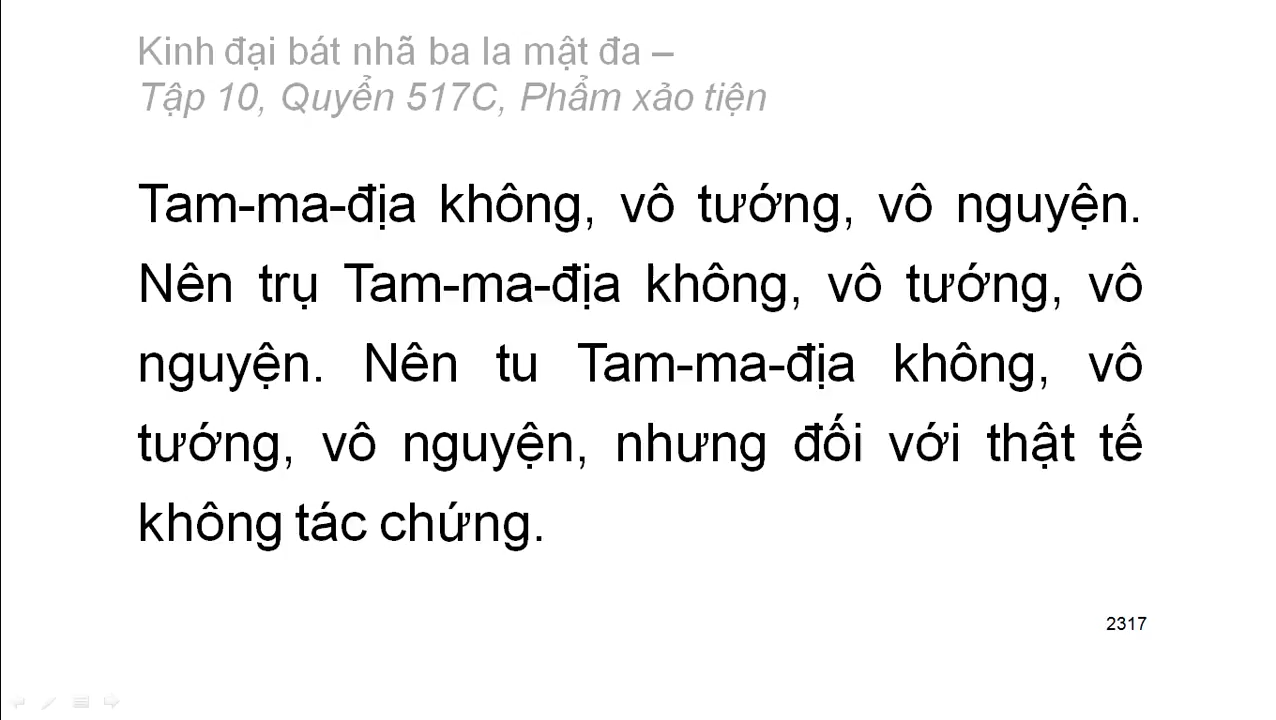 Kinh đại bát nhã ba la mật đa –
Tập 10, Quyển 517C, Phẩm xảo tiện
Tam-ma-địa không, vô tướng, vô nguyện.
Nên trụ Tam-ma-địa không, vô tướng, vô
nguyện. Nên tu Tam-ma-địa không, vô
tướng, vô nguyện, nhưng đối với thật tế
không tác chứng.
2317